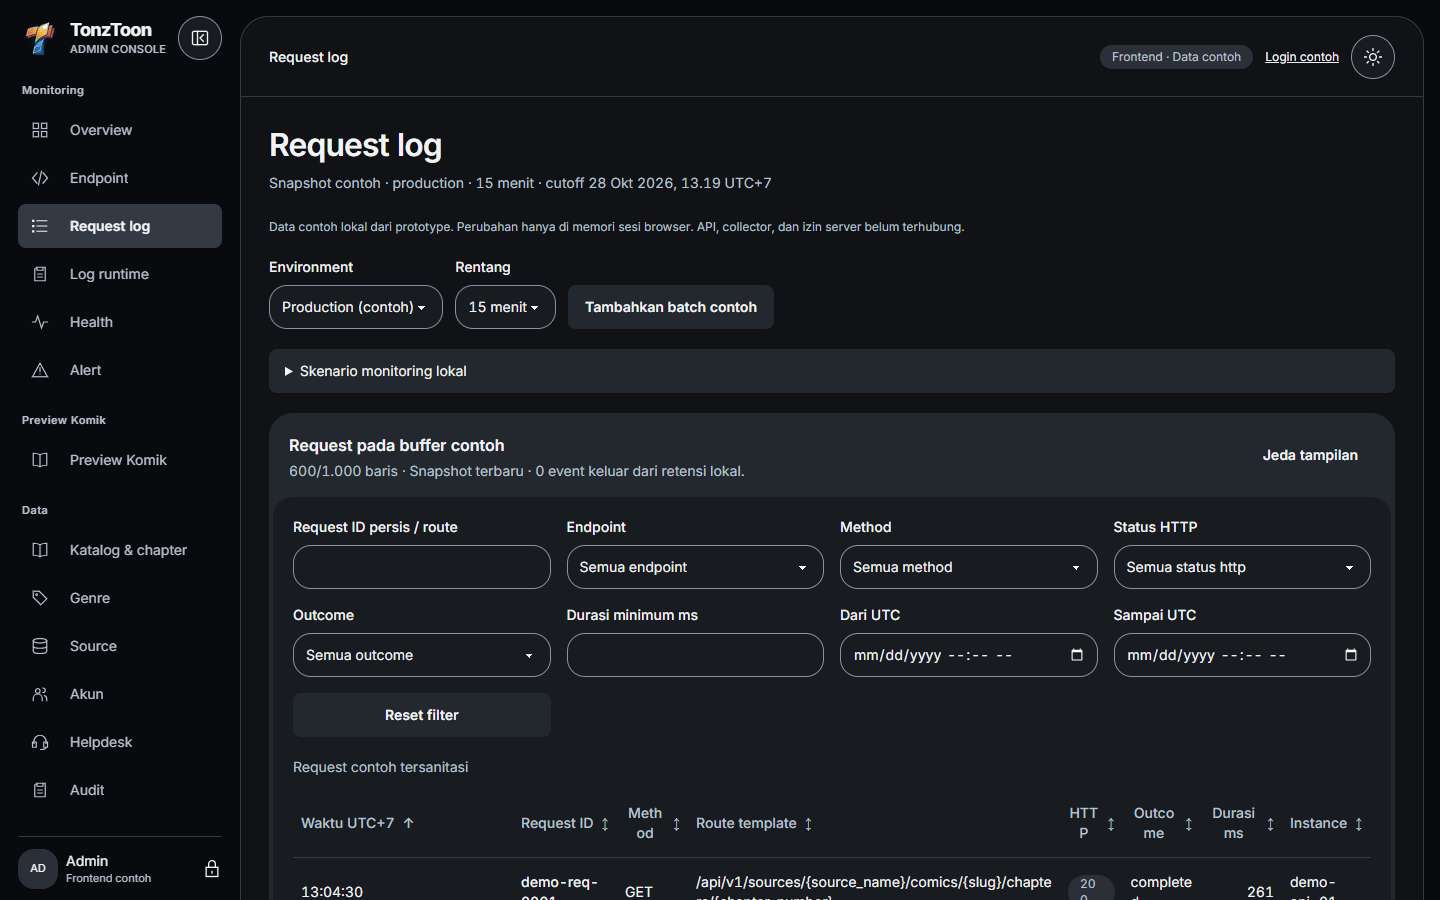 TonzToon
ADMIN CONSOLE
Monitoring
Overview
Endpoint
Request log
Log runtime
Health
Alert
Preview Komik
Preview Komik
Data
Katalog & chapter
Genre
Source
Akun
Helpdesk
Audit
AD
Admin
Frontend contoh
Request log
Frontend · Data contoh
Login contoh
Request log
Snapshot contoh · production · 15 menit · cutoff 28 Okt 2026, 13.19 UTC+7
Data contoh lokal dari prototype. Perubahan hanya di memori sesi browser. API, collector, dan izin server belum terhubung.
Environment
Rentang
Production (contoh)
15 menit
Tambahkan batch contoh
Skenario monitoring lokal
Request pada buffer contoh
600/1.000 baris · Snapshot terbaru · 0 event keluar dari retensi lokal.
Jeda tampilan
Request ID persis / route
Endpoint
Method
Status HTTP
Semua endpoint
Semua method
Semua status http
Outcome
Durasi minimum ms
Dari UTC
Sampai UTC
Semua outcome
mm/dd/yyyy --:-- --
mm/dd/yyyy --:-- --
Reset filter
Request contoh tersanitasi
Waktu UTC+7
Request ID
Meth
od
Route template
HTT
P
Outco
me
Durasi
ms
Instance
13:04:30
demo-req-
GET
/api/v1/sources/{source_name}/comics/{slug}/chapte
20
complete
261
demo-